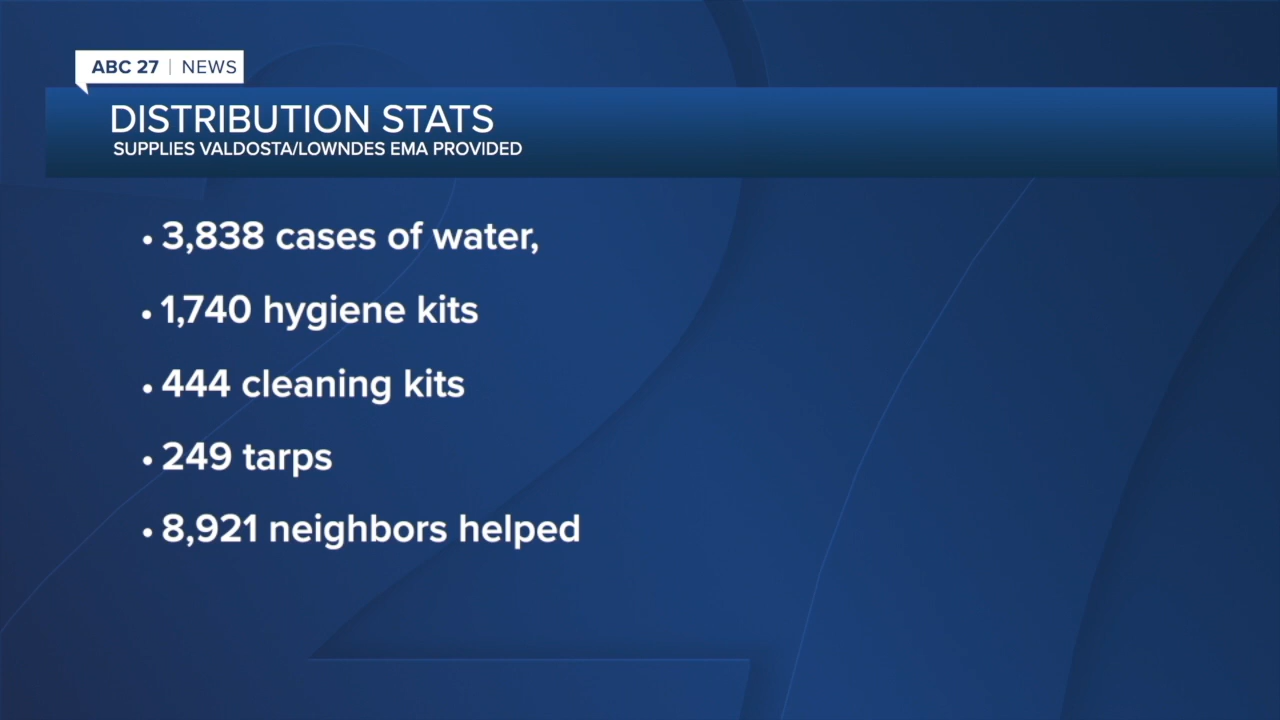 ABC 27 | NEWS
DISTRIBUTION STATS
SUPPLIES VALDOSTA/LOWNDES EMA PROVIDED
• 3,838 cases of water,
• 1,740 hygiene kits
• 444 cleaning kits
• 249 tarps
• 8,921 neighbors helped